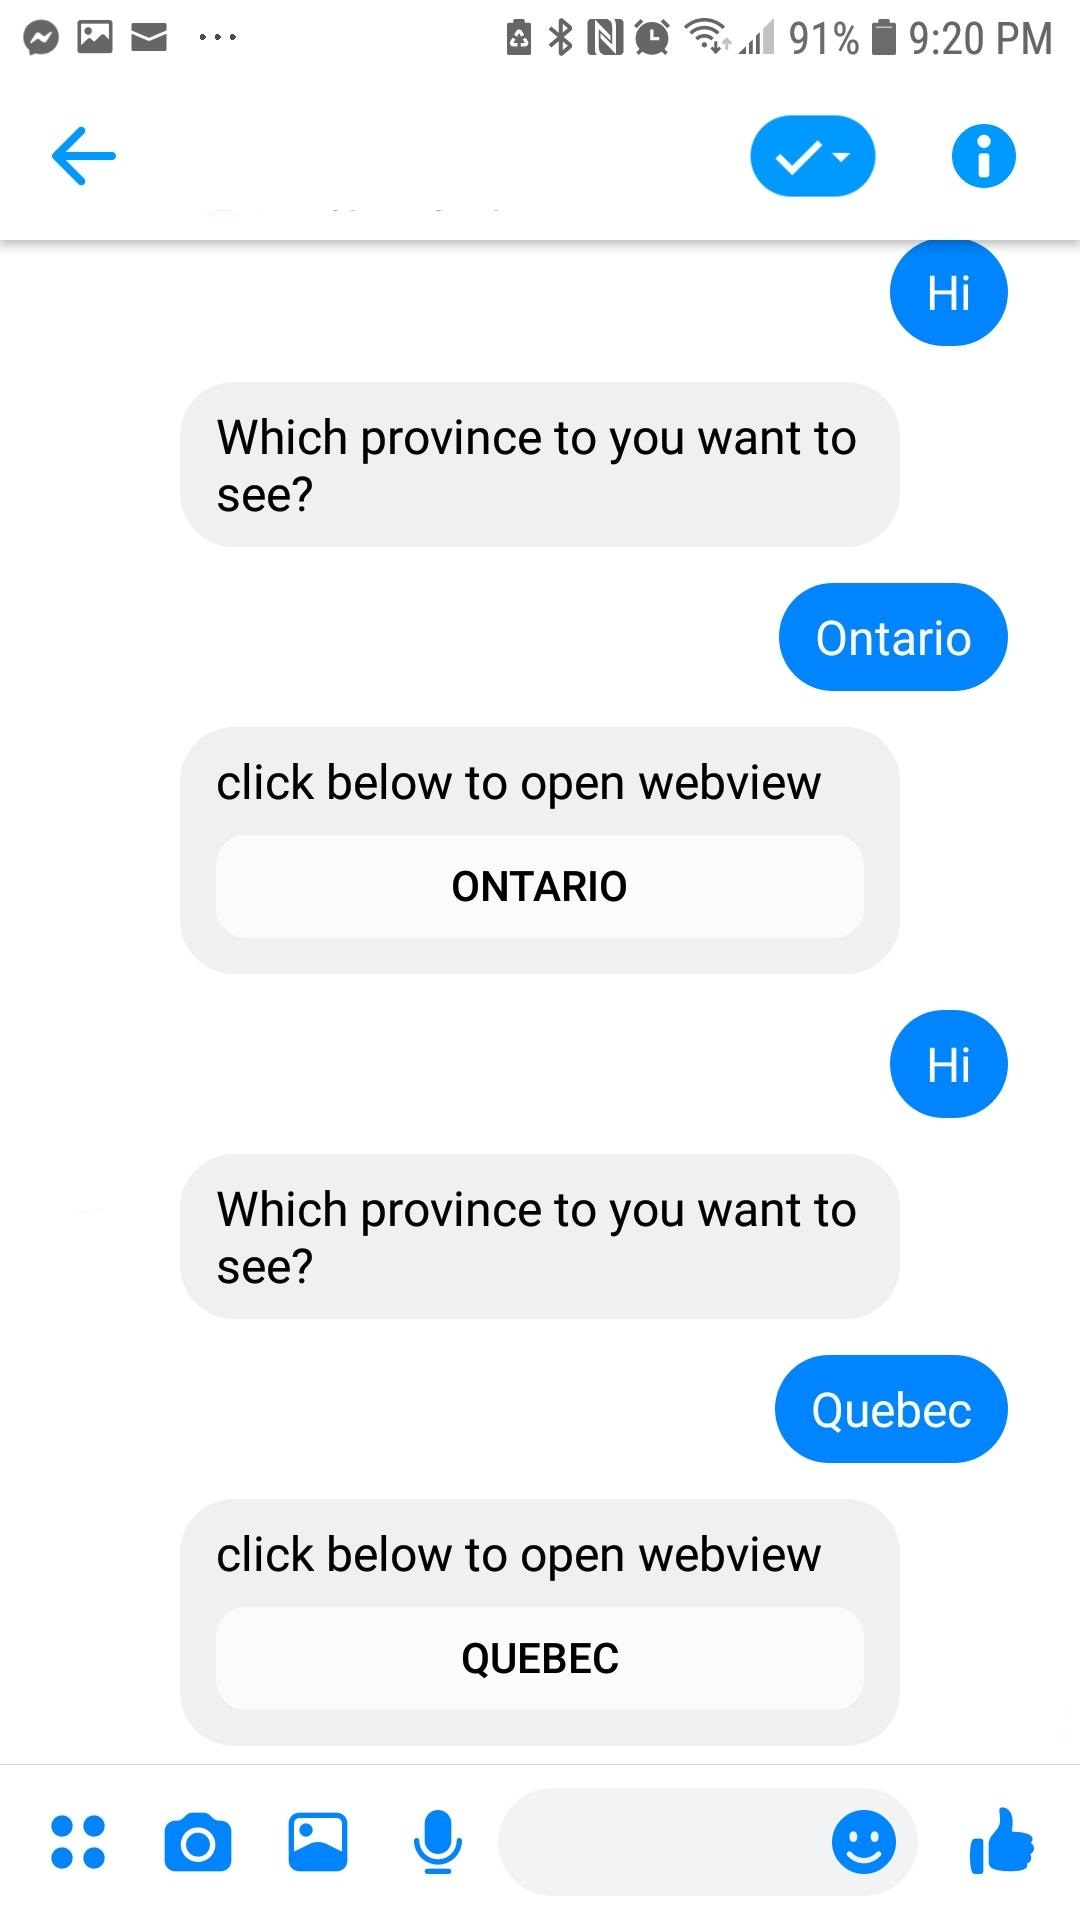 91% 9:20 PM
Hi
Which province to you want to
see?
Ontario
click below to open webview
ONTARIO
Hi
Which province to you want to
see?
Quebec
click below to open webview
QUEBEC